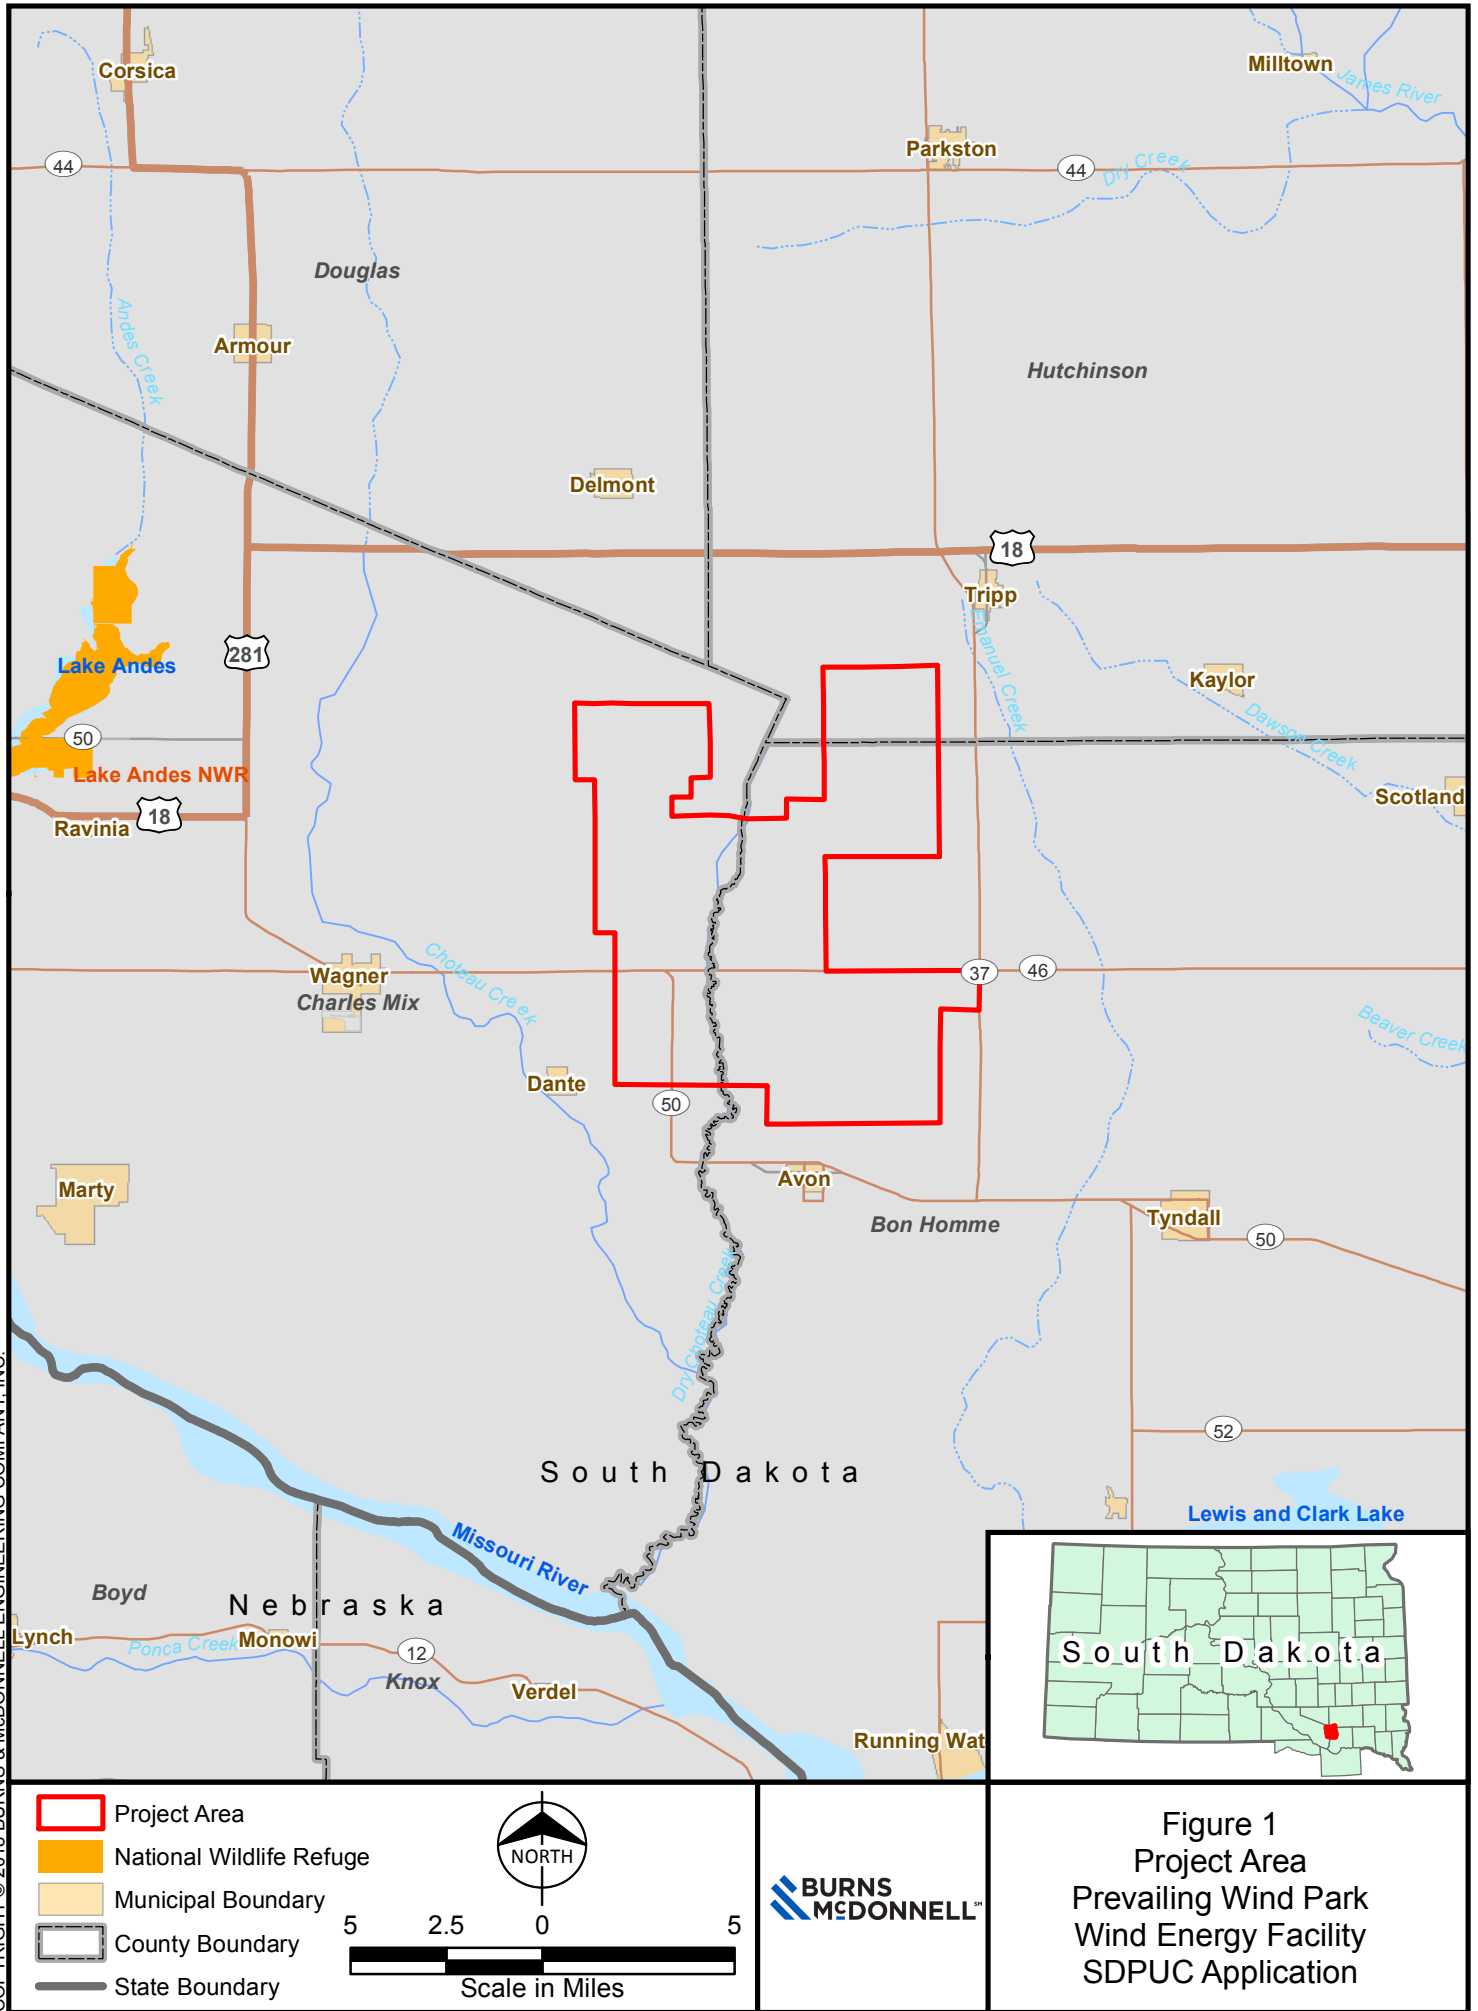 Corsica
Milltown
James River
Parkston
44
44
Dry Creek
Douglas
Andes Creek
Armour
Hutchinson
Delmont
18
Tripp
Emanuel Creek
281
Lake Andes
Kaylor
Dawson Creek
50
Lake Andes NWR
Scotland
18
Ravinia
Choteau Creek
Wagner
37
46
Charles Mix
Beaver Creek
Dante
50
Marty
Avon
Bon Homme
Tyndall
50
Dry Choteau Creek
52
South Dakota
Lewis and Clark Lake
Missouri River
Boyd
Nebraska
Lynch
Ponca Creek
Monowi
12
Knox
Verdel
Running Wat
South Dakota
Project Area
National Wildlife Refuge
Municipal Boundary
County Boundary
State Boundary
NORTH
5 2.5 0 5
Scale in Miles
BURNS
McDONNELL SM
Figure 1
Project Area
Prevailing Wind Park
Wind Energy Facility
SDPUC Application